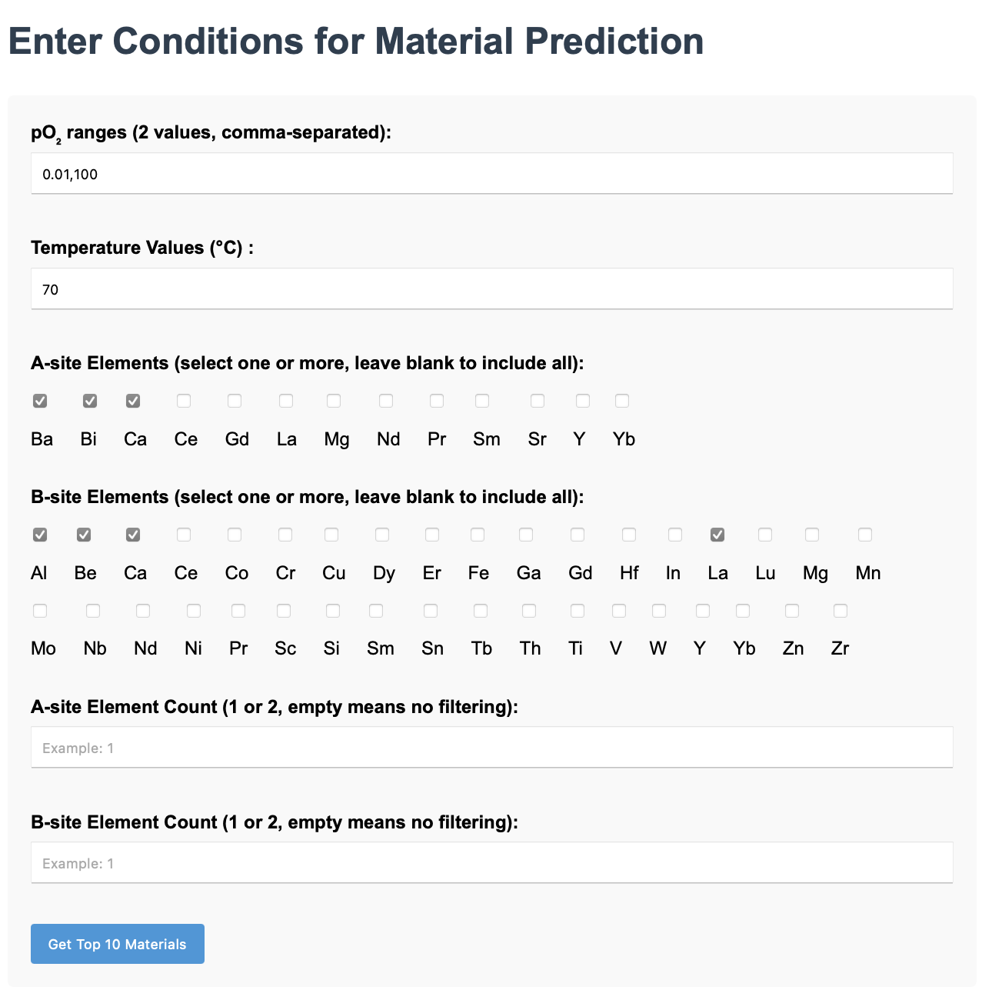 Enter Conditions for Material Prediction
pO₂ ranges (2 values, comma-separated):
0.01,100
Temperature Values (°C) :
70
A-site Elements (select one or more, leave blank to include all):
Ba Bi Ca Ce Gd La Mg Nd Pr Sm Sr Y Yb
B-site Elements (select one or more, leave blank to include all):
Al Be Ca Ce Co Cr Cu Dy Er Fe Ga Gd Hf In La Lu Mg Mn
Mo Nb Nd Ni Pr Sc Si Sm Sn Tb Th Ti V W Y Yb Zn Zr
A-site Element Count (1 or 2, empty means no filtering):
Example: 1
B-site Element Count (1 or 2, empty means no filtering):
Example: 1
Get Top 10 Materials